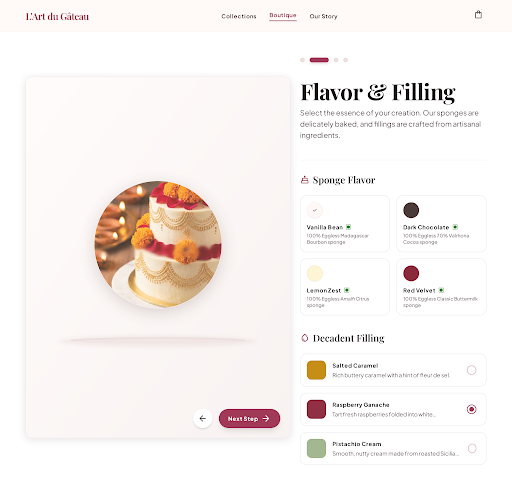 L'Art du Gâteau
Collections
Boutique
Our Story
Flavor & Filling
Select the essence of your creation. Our sponges are
delicately baked, and fillings are crafted from artisanal
ingredients.
Sponge Flavor
Vanilla Bean
100% Eggless Madagascar
Bourbon sponge
Dark Chocolate
100% Eggless 70% Valrhona
Cocoa sponge
Lemon Zest
100% Eggless Amalfi Citrus
sponge
Red Velvet
100% Eggless Classic Buttermilk
sponge
Decadent Filling
Salted Caramel
Rich buttery caramel with a hint of fleur de sel.
Raspberry Ganache
Tart fresh raspberries folded into white...
Pistachio Cream
Smooth, nutty cream made from roasted Sicilia...
Next Step